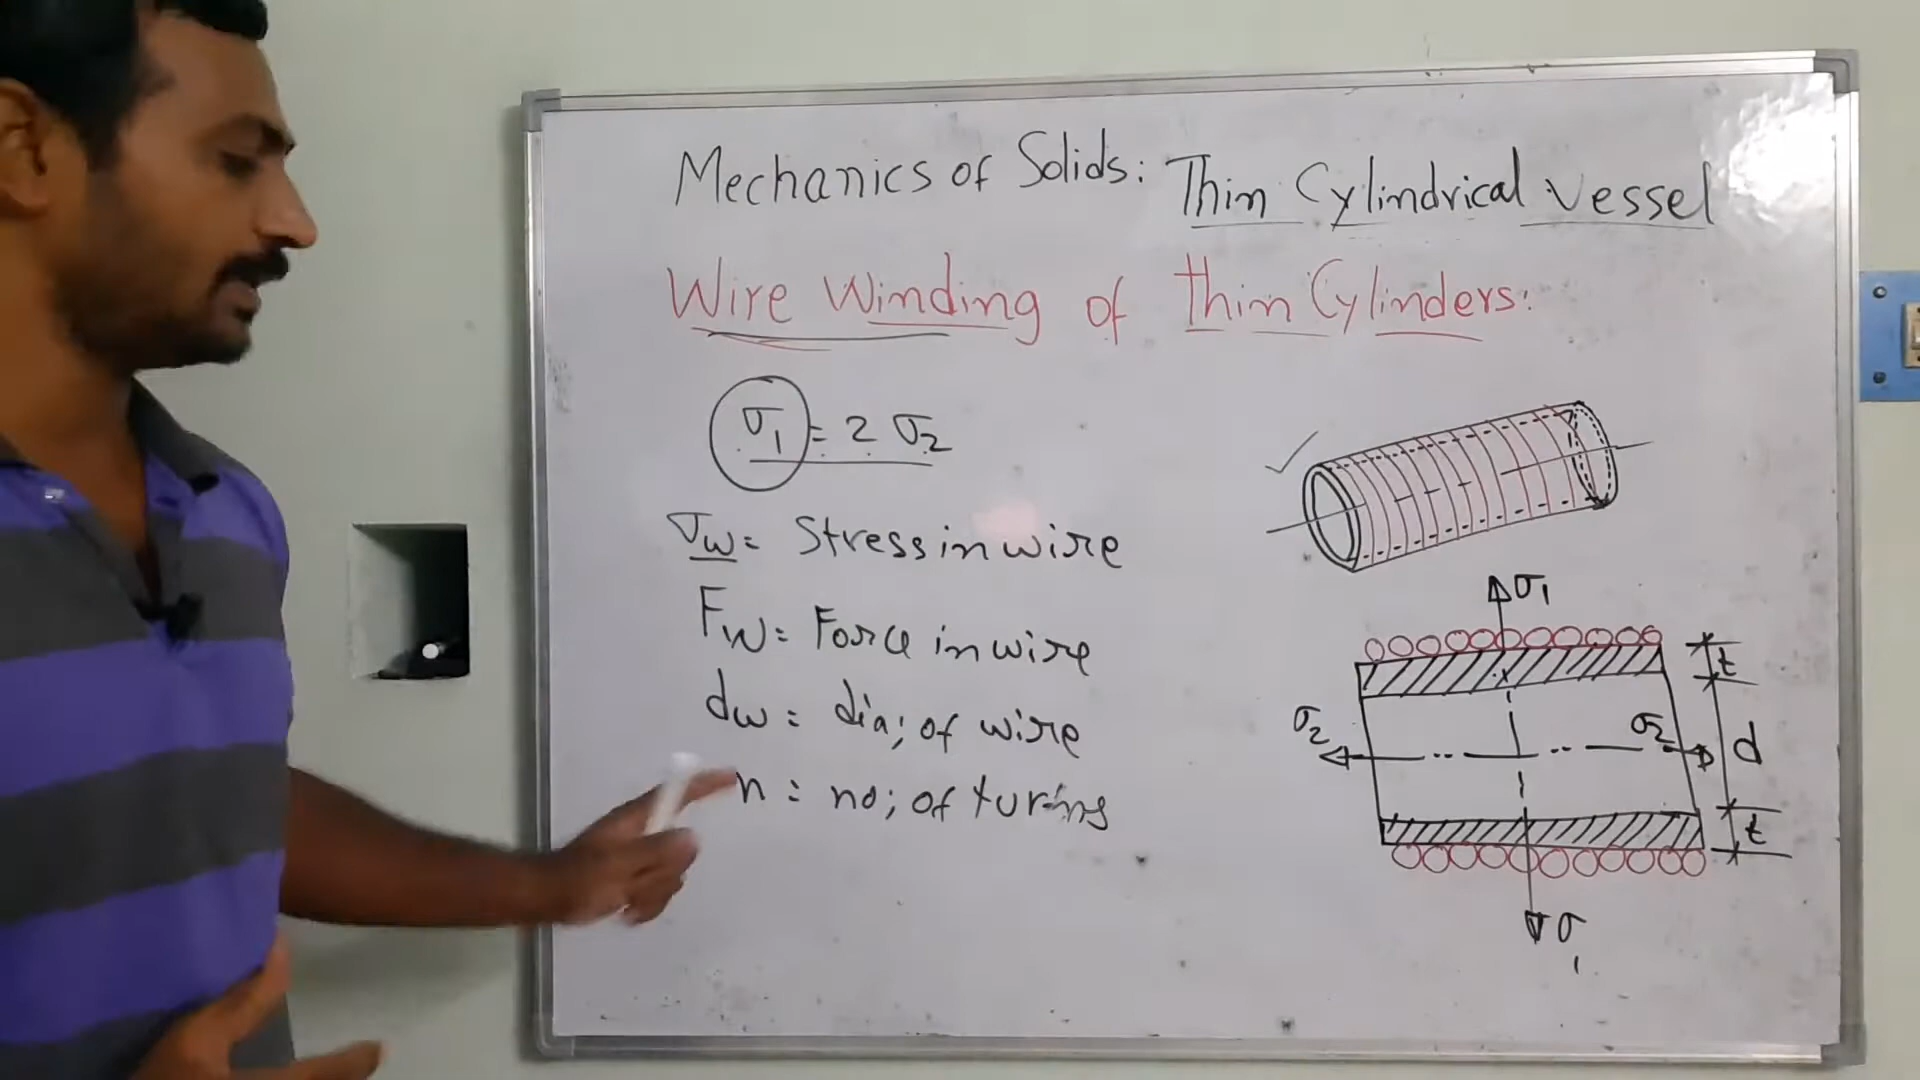 Mechanics of Solids: Thin Cylindrical Vessel
Wire Winding of thin Cylinders:
σ1 = 2 σ2
σw = Stress in wire
Fw = Force in wire
dw = dia; of wire
n = no; of turns
σ1
t
σ2
σ2
d
t
σ1